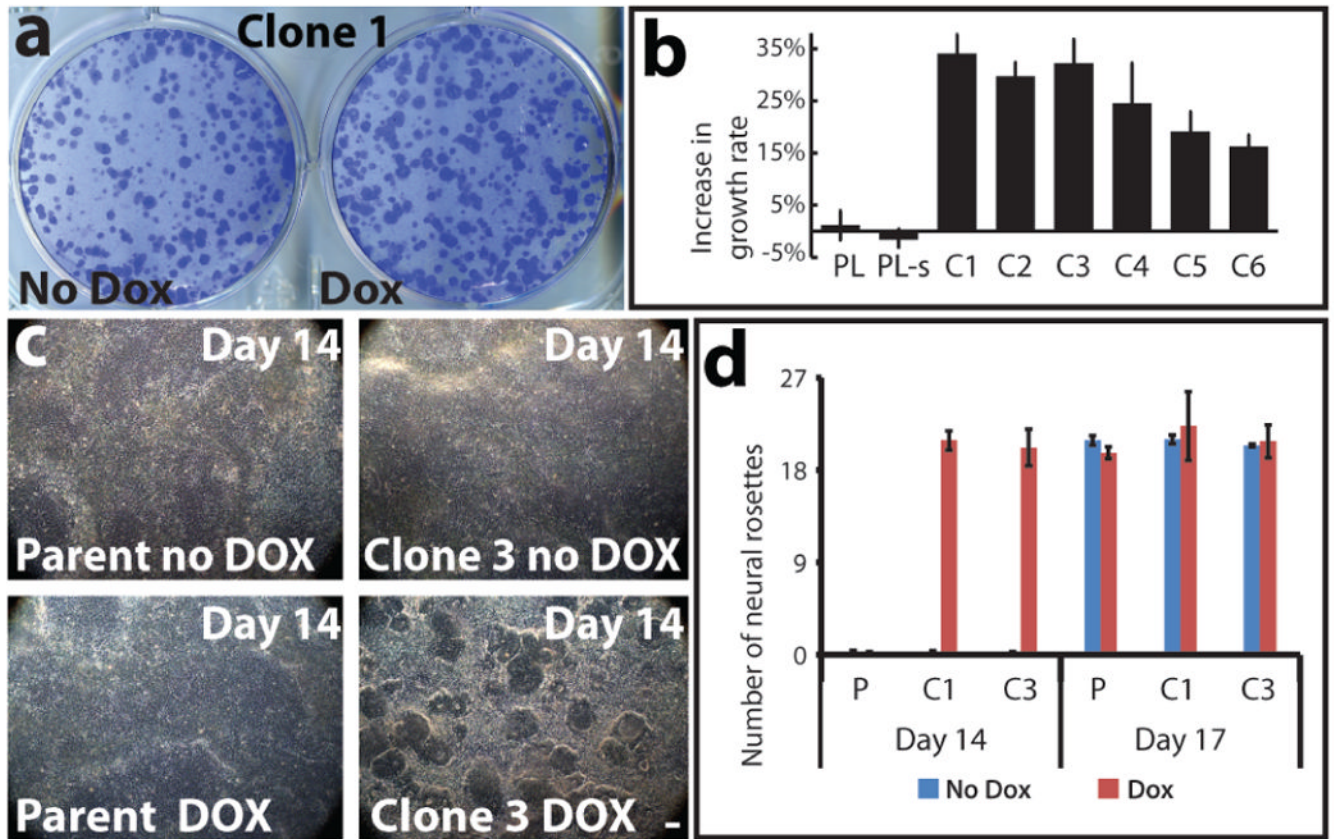 a
Clone 1
No Dox
Dox
b
Increase in
growth rate
35%
25%
15%
5%
-5%
PL PL-s C1 C2 C3 C4 C5 C6
c
Day 14
Parent no DOX
Day 14
Clone 3 no DOX
Day 14
Parent DOX
Day 14
Clone 3 DOX
d
Number of neural rosettes
27
18
9
0
P C1 C3 P C1 C3
Day 14 Day 17
No Dox Dox